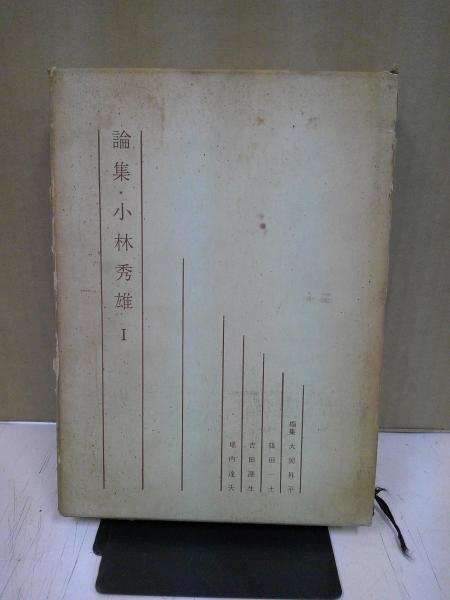 論集・小林秀雄 I
編集 大岡昇平
篠田一士
吉田凞生
堀内達夫